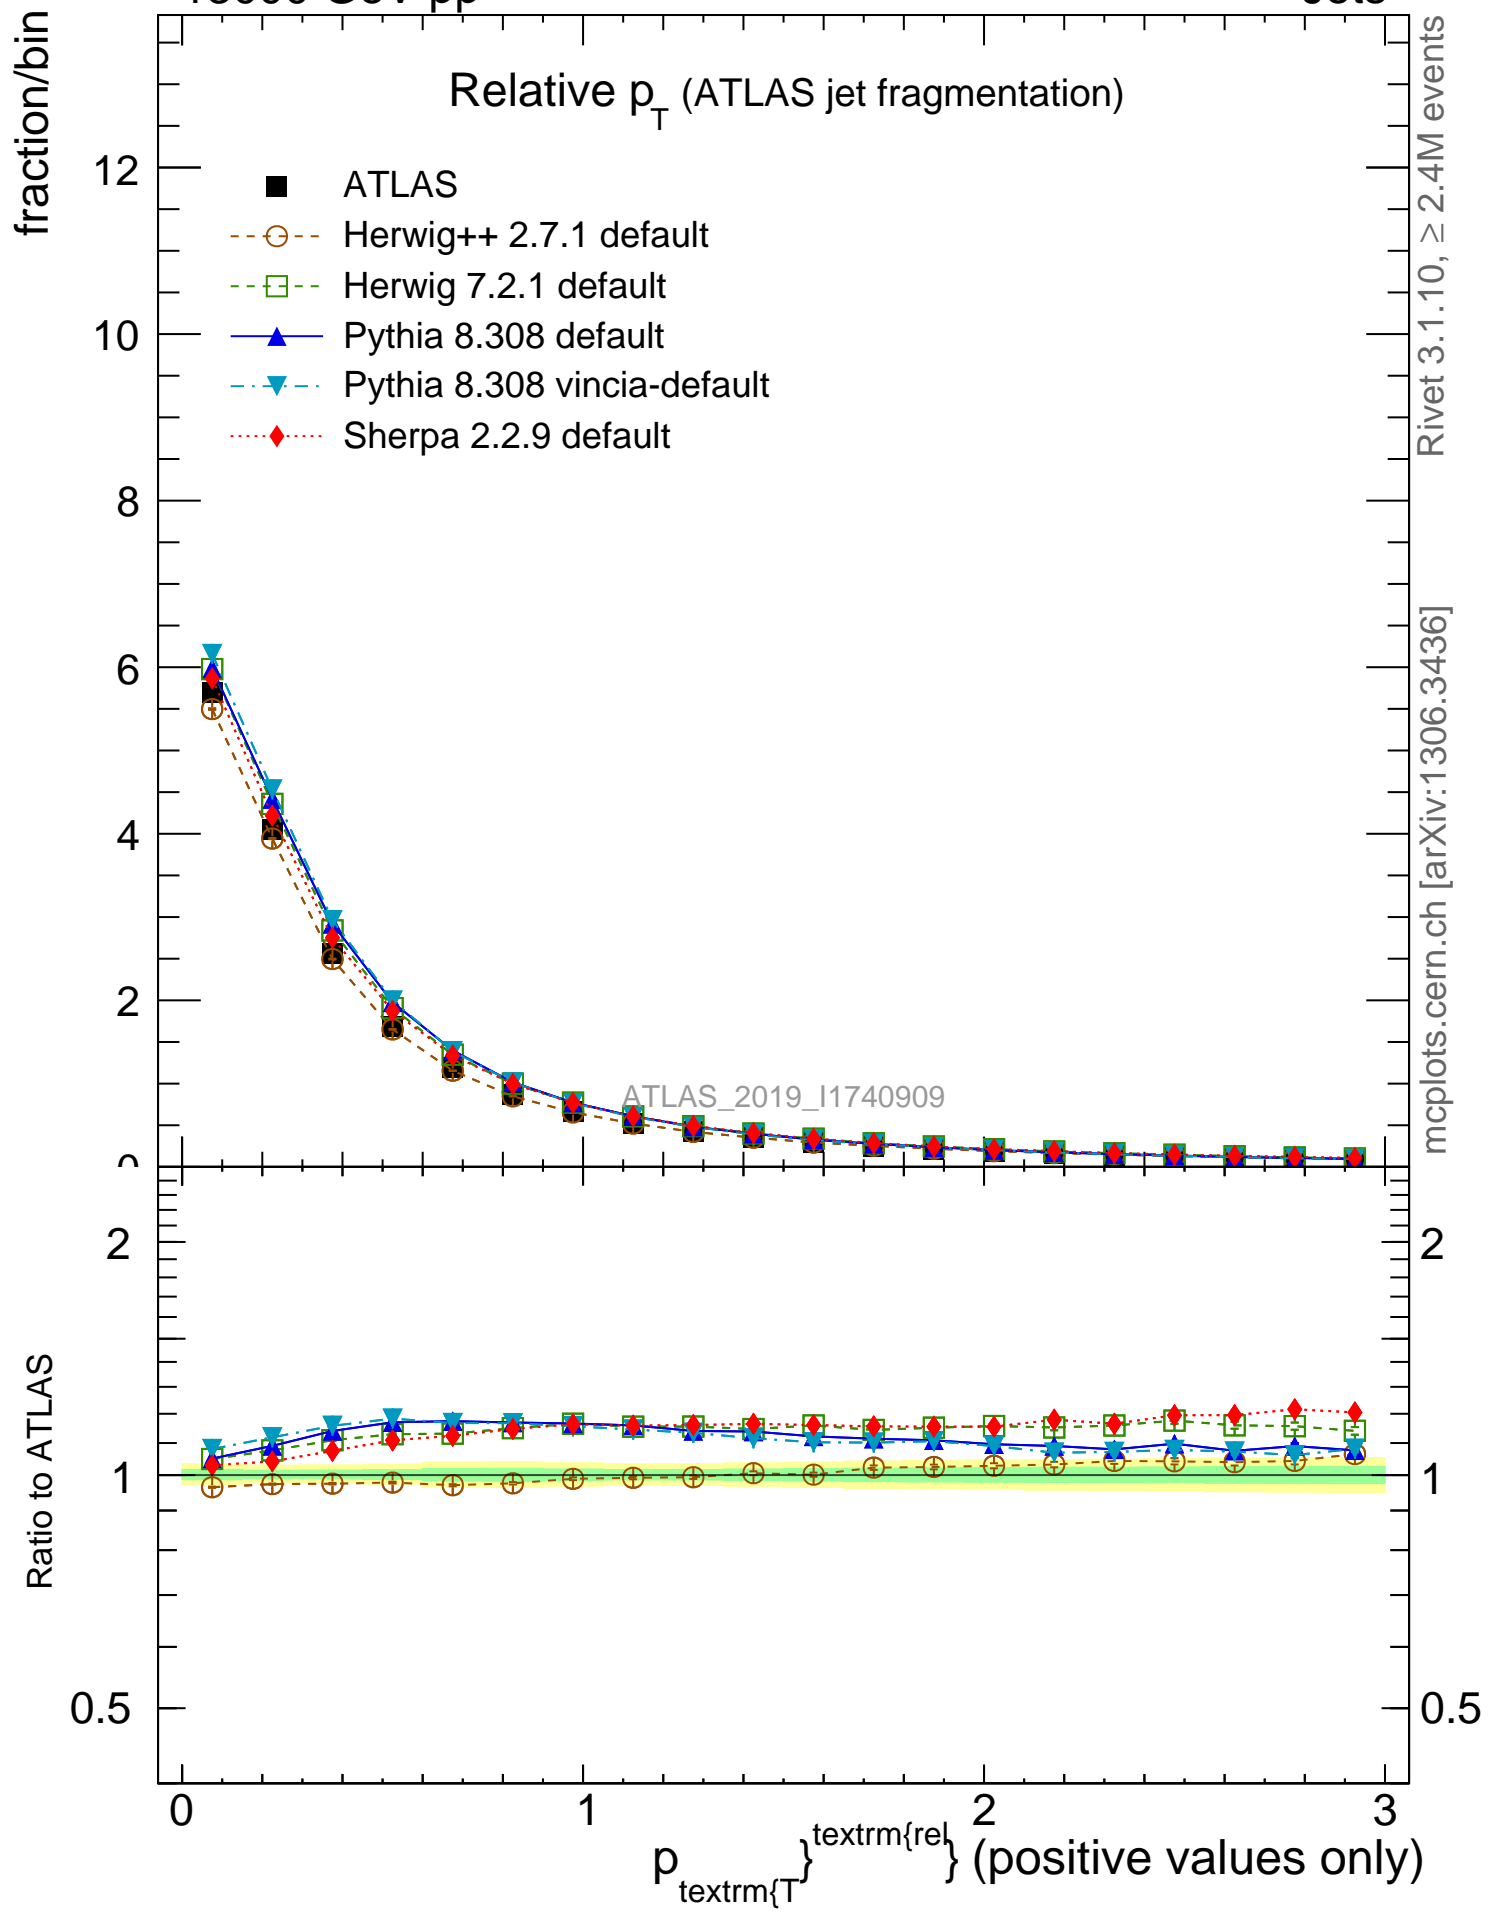 fraction/bin
Relative p_T (ATLAS jet fragmentation)
ATLAS
Herwig++ 2.7.1 default
Herwig 7.2.1 default
Pythia 8.308 default
Pythia 8.308 vincia-default
Sherpa 2.2.9 default
12
10
8
6
4
2
0
ATLAS_2019_I1740909
Rivet 3.1.10, ≥ 2.4M events
mcplots.cern.ch [arXiv:1306.3436]
Ratio to ATLAS
2
1
0.5
2
1
0.5
0
1
2
3
p_textrm{T}^textrm{rel} (positive values only)